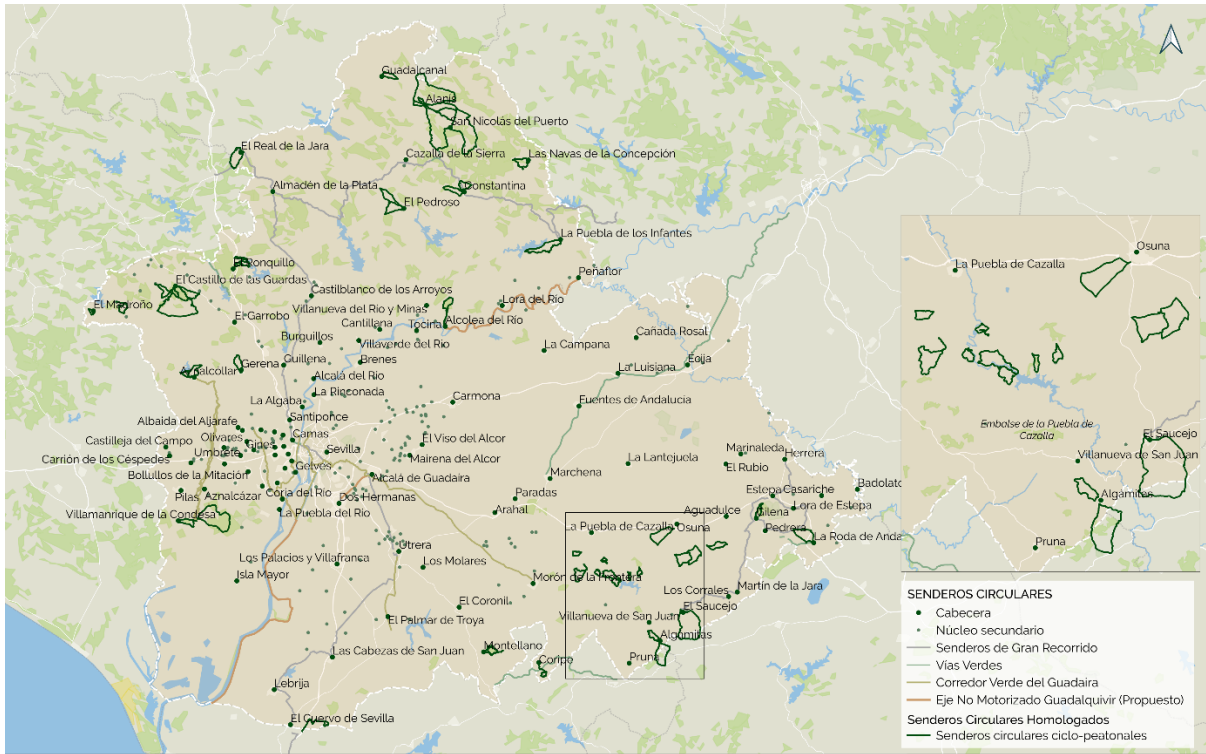 Guadalcanal
Alanís
San Nicolás del Puerto
El Real de la Jara
Cazalla de la Sierra
Las Navas de la Concepción
Almadén de la Plata
Constantina
El Pedroso
La Puebla de los Infantes
El Ronquillo
Peñaflor
El Castillo de las Guardas
Castilblanco de los Arroyos
El Madroño
Villanueva del Río y Minas
Lora del Río
El Garrobo
Cantillana
Tocina
Alcolea del Río
Burguillos
Villaverde del Río
Cañada Rosal
La Campana
Gerena
Guillena
Brenes
Écija
Aznalcóllar
Alcalá del Río
La Luisiana
La Rinconada
Carmona
La Algaba
Fuentes de Andalucía
Santiponce
Albaida del Aljarafe
Castilleja del Campo
Olivares
Gines
Camas
El Viso del Alcor
Carrión de los Céspedes
Umbrete
Sevilla
Mairena del Alcor
Marinaleda
Herrera
La Lantejuela
El Rubio
Gelves
Bollullos de la Mitación
Alcalá de Guadaira
Marchena
Pilas
Aznalcázar
Coria del Río
Dos Hermanas
Paradas
Estepa
Casariche
Badolato
Villamanrique de la Condesa
La Puebla del Río
Arahal
Aguadulce
Gilena
Lora de Estepa
La Puebla de Cazalla
Osuna
Pedrera
La Roda de Anda
Utrera
Los Palacios y Villafranca
Los Molares
Isla Mayor
Morón de la Frontera
Martín de la Jara
Los Corrales
El Coronil
El Saucejo
El Palmar de Troya
Villanueva de San Juan
Algámitas
Las Cabezas de San Juan
Montellano
Coripe
Pruna
Lebrija
El Cuervo de Sevilla
Osuna
La Puebla de Cazalla
Embalse de la Puebla de
Cazalla
El Saucejo
Villanueva de San Juan
Algámitas
Pruna
SENDEROS CIRCULARES
Cabecera
Núcleo secundario
Senderos de Gran Recorrido
Vías Verdes
Corredor Verde del Guadaira
Eje No Motorizado Guadalquivir (Propuesto)
Senderos Circulares Homologados
Senderos circulares ciclo-peatonales